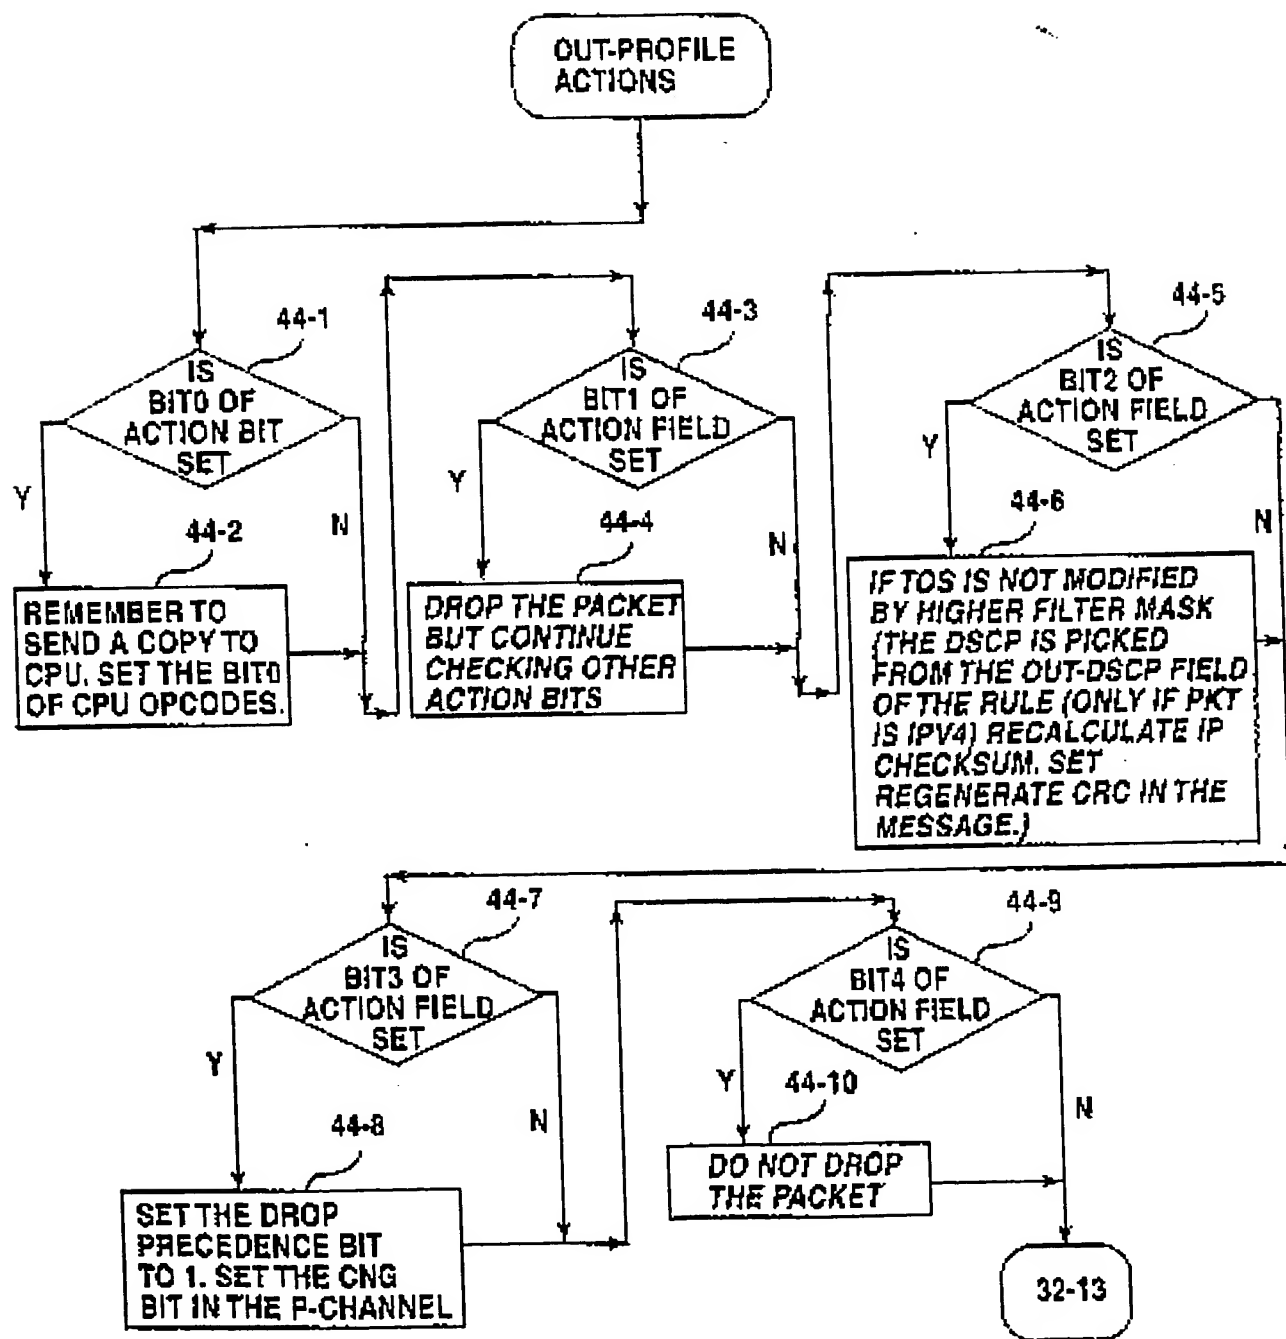 OUT-PROFILE
ACTIONS
44-1
IS
BIT0 OF
ACTION BIT
SET
Y
N
44-2
REMEMBER TO
SEND A COPY TO
CPU. SET THE BIT0
OF CPU OPCODES.
44-3
IS
BIT1 OF
ACTION FIELD
SET
Y
N
44-4
DROP THE PACKET
BUT CONTINUE
CHECKING OTHER
ACTION BITS
44-5
IS
BIT2 OF
ACTION FIELD
SET
Y
N
44-6
IF TOS IS NOT MODIFIED
BY HIGHER FILTER MASK
(THE DSCP IS PICKED
FROM THE OUT-DSCP FIELD
OF THE RULE (ONLY IF PKT
IS IPV4) RECALCULATE IP
CHECKSUM. SET
REGENERATE CRC IN THE
MESSAGE.)
44-7
IS
BIT3 OF
ACTION FIELD
SET
Y
N
44-8
SET THE DROP
PRECEDENCE BIT
TO 1. SET THE CNG
BIT IN THE P-CHANNEL
44-9
IS
BIT4 OF
ACTION FIELD
SET
Y
N
44-10
DO NOT DROP
THE PACKET
32-13